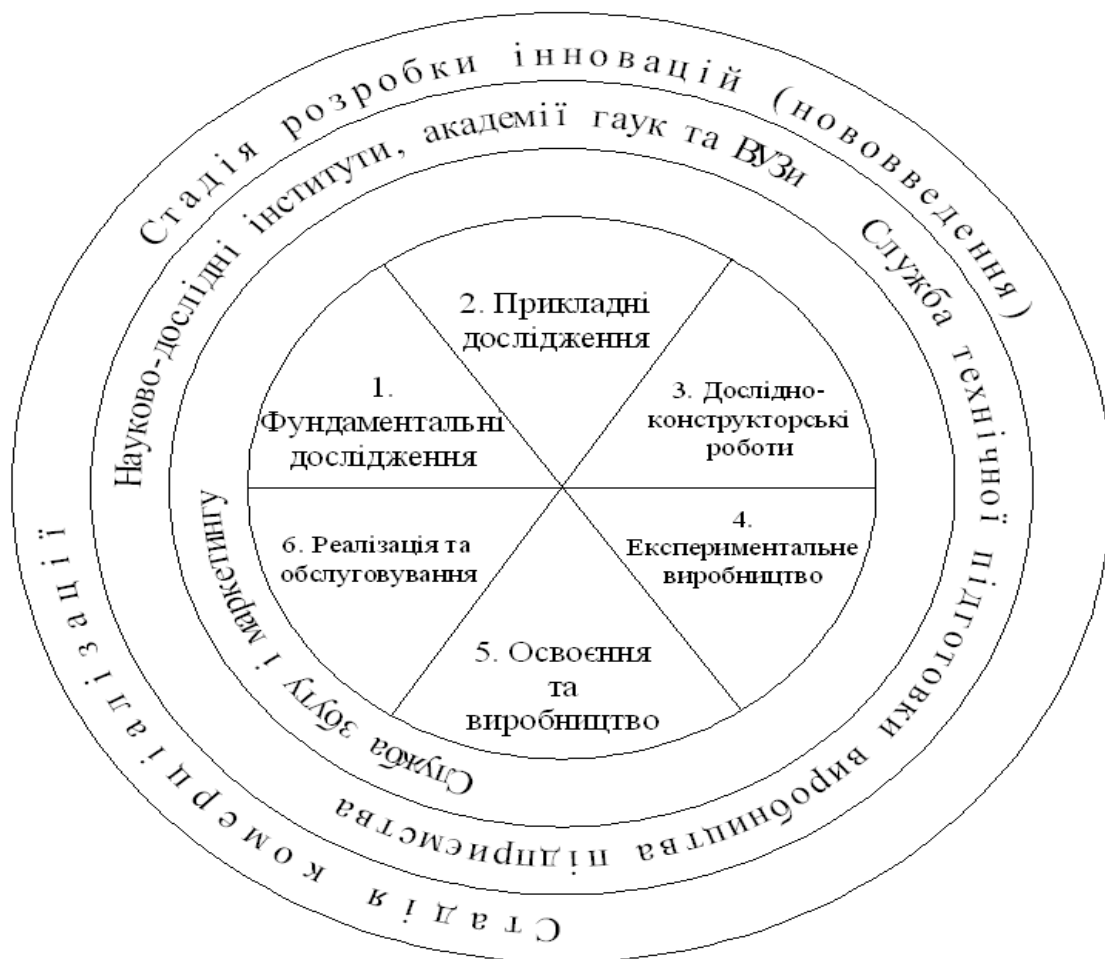 Стадія розробки інновацій (нововведення)
Науково-дослідні інститути, академії гаук та ВУЗи
Служба технічної підготовки виробництва підприємства
2. Прикладні
дослідження
1.
Фундаментальні
дослідження
3. Дослідно-
конструкторські
роботи
4.
Експериментальне
виробництво
6. Реалізація та
обслуговування
5. Освоєння
та
виробництво
Служба збуту і маркетингу
Стадія комерціалізації